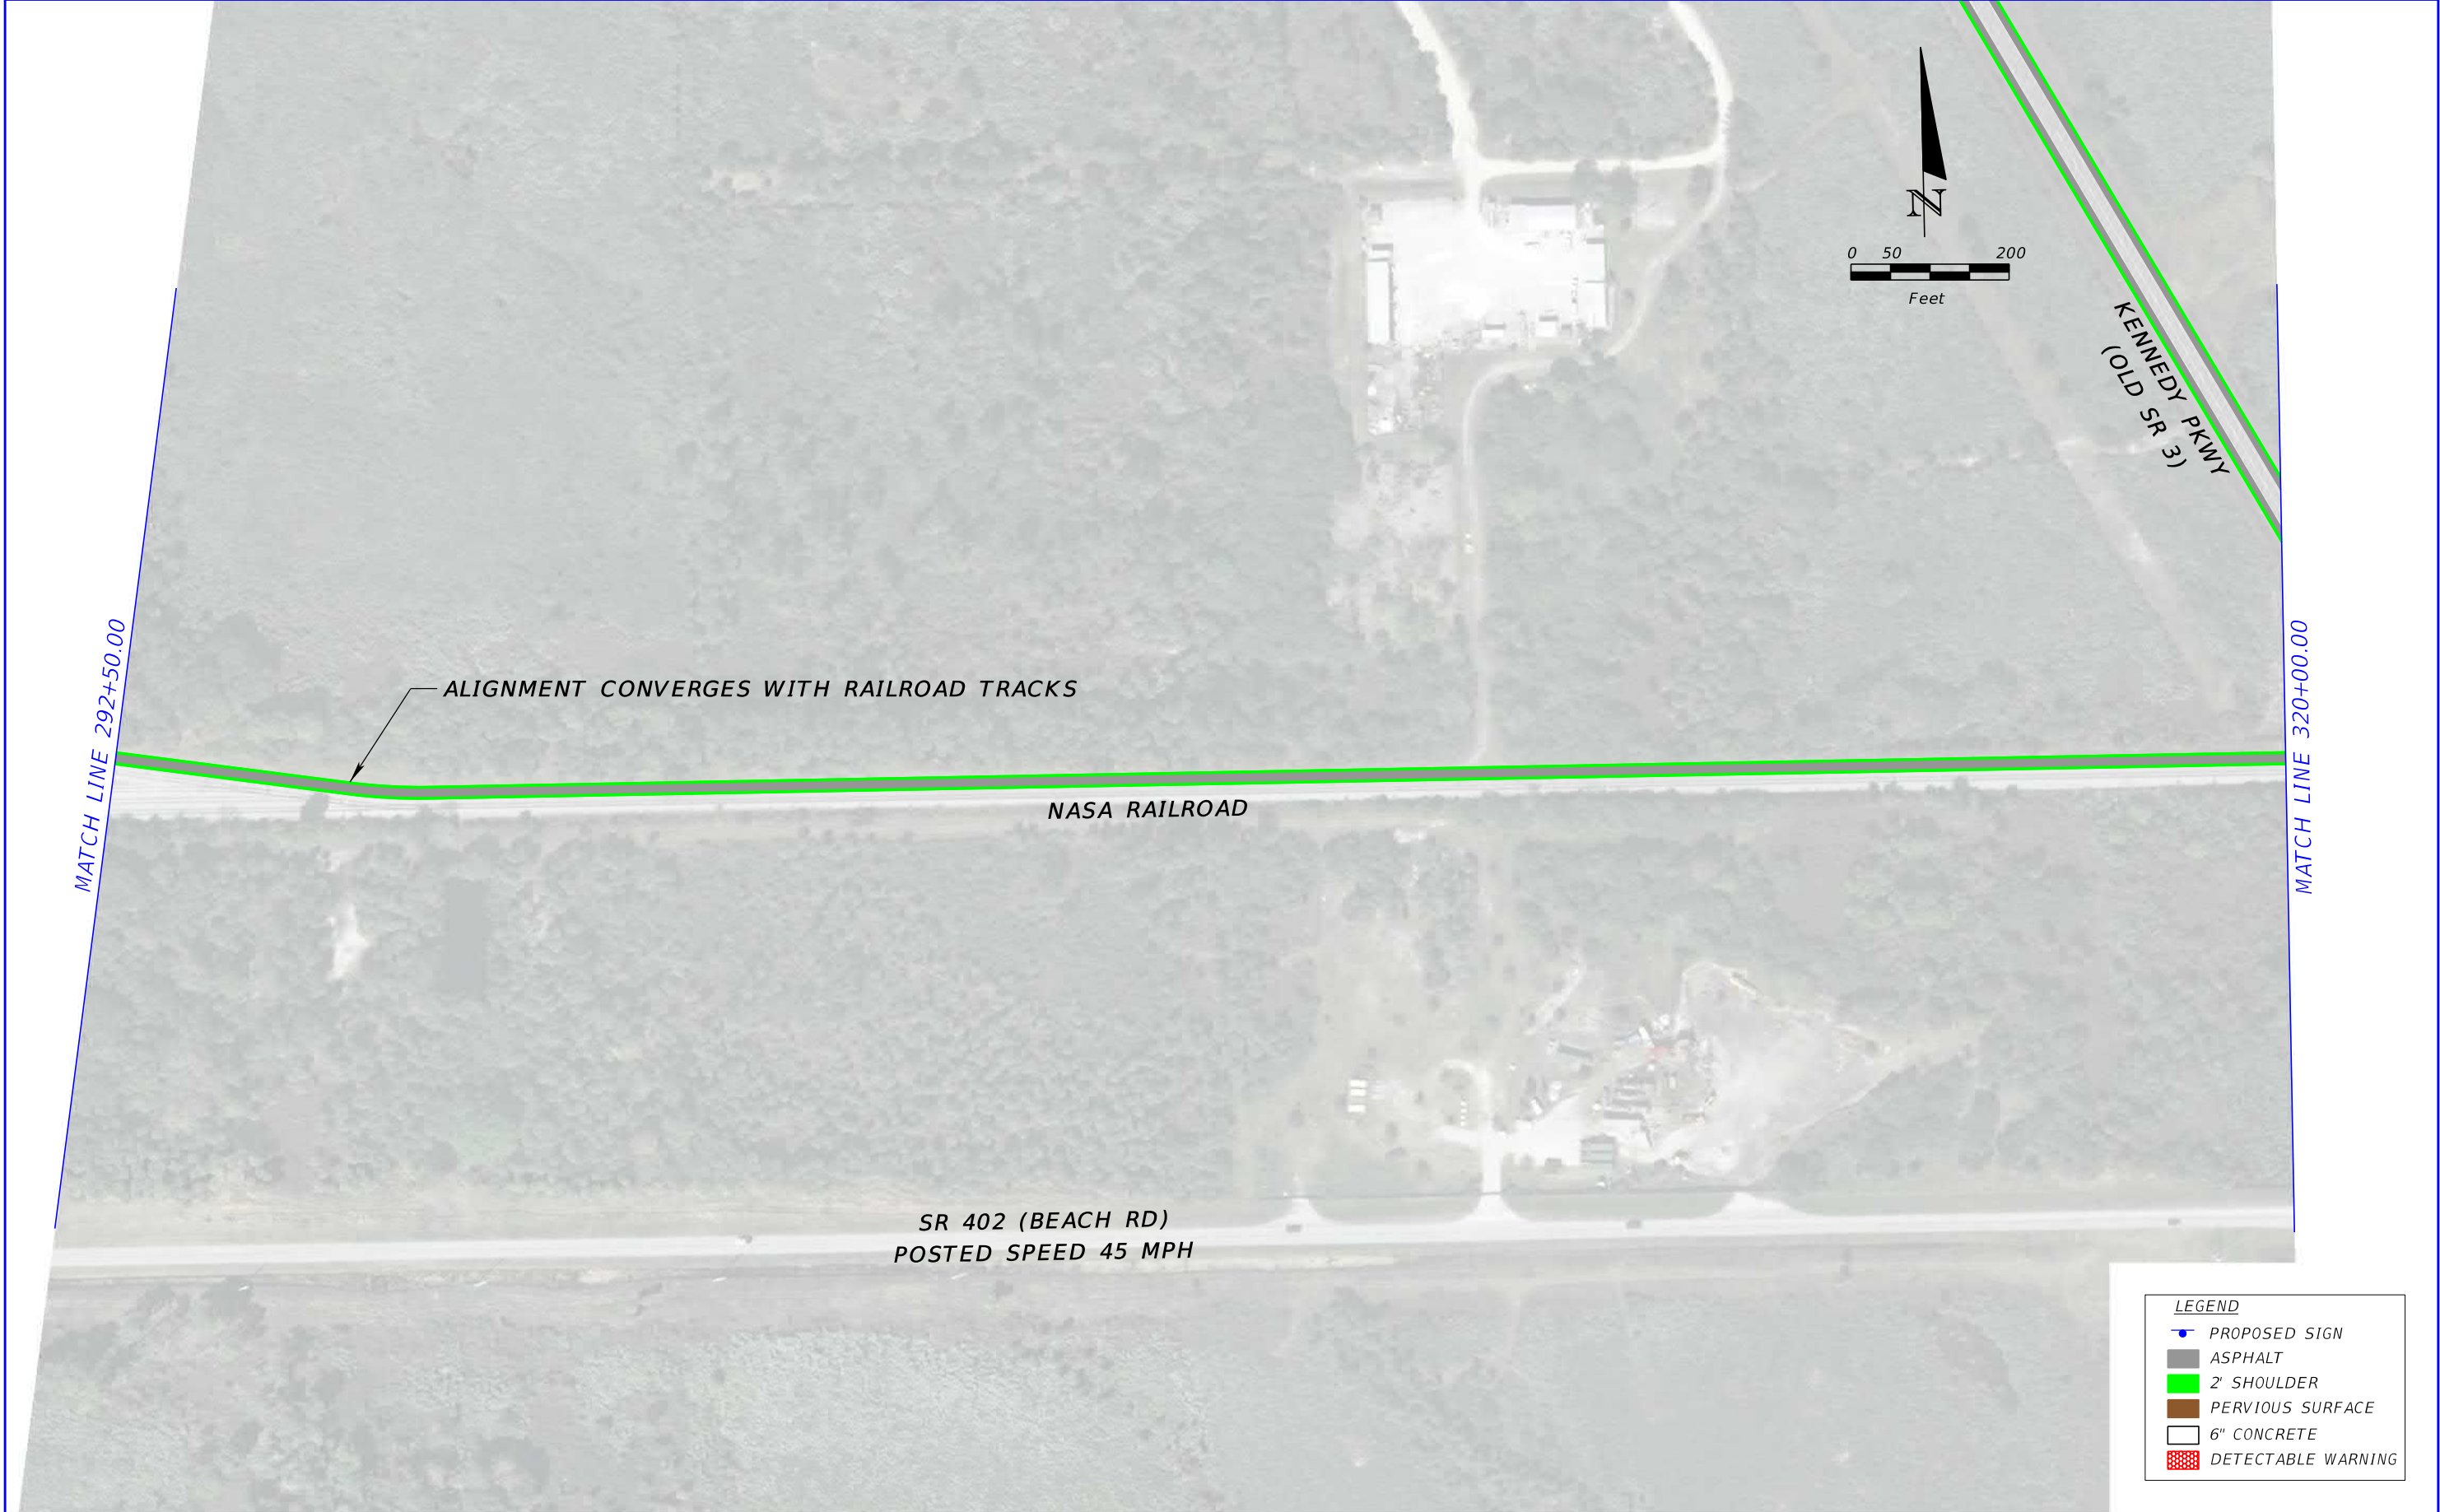 N
0 50 200
Feet
KENNEDY PKWY
(OLD SR 3)
MATCH LINE 292+50.00
ALIGNMENT CONVERGES WITH RAILROAD TRACKS
MATCH LINE 320+00.00
NASA RAILROAD
SR 402 (BEACH RD)
POSTED SPEED 45 MPH
LEGEND
PROPOSED SIGN
ASPHALT
2' SHOULDER
PERVIOUS SURFACE
6" CONCRETE
DETECTABLE WARNING